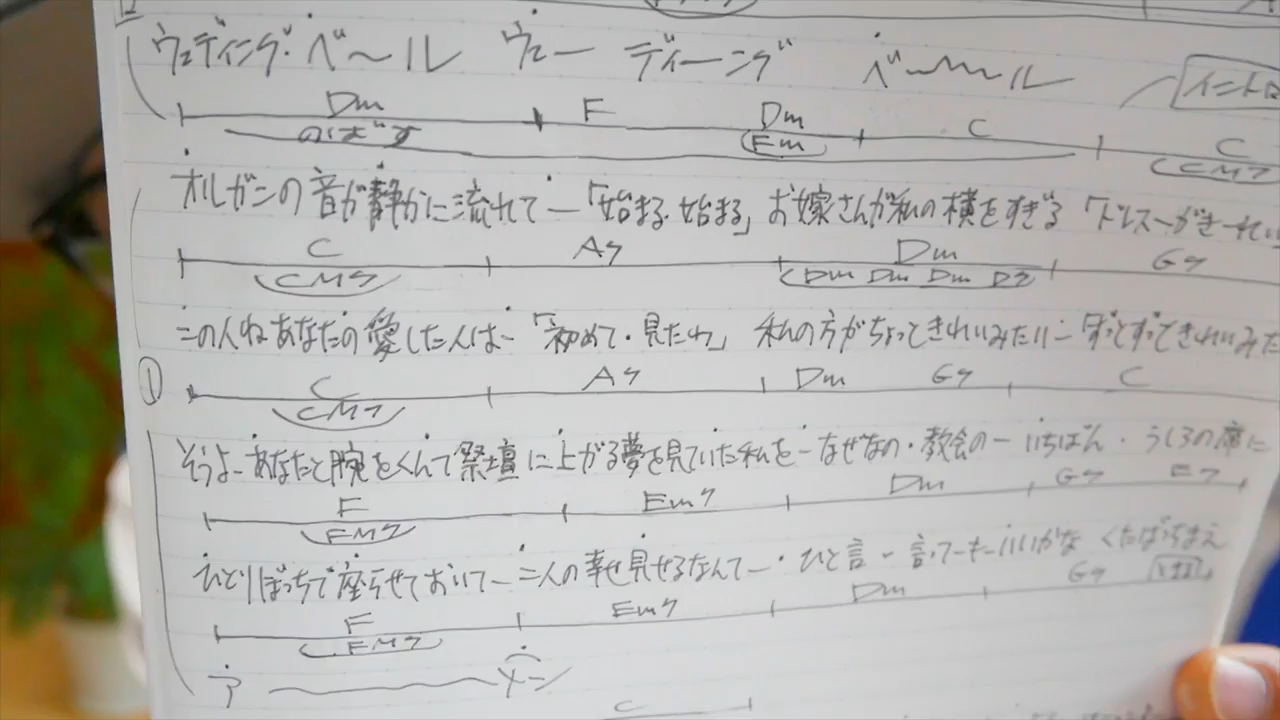 ウェディング・ベ〜ル ウェー ディーング ベ〜〜ル イントロ
Dm F Dm C C
のばす Em CM7
オルガンの音が静かに流れて ー 「始まる 始まる」 お嫁さんが私の横をすぎる 「ドレスーがきーれい
C A7 Dm G7
CM7 Dm Dm Dm D7
この人ね あなたの愛した人は ー 「初めて・見たわ」 私の方がちょっときれいみたいー ずっとずっときれいみた
① C A7 Dm G7 C
CM7
そうよ ー あなたと腕をくんで祭壇に上がる夢を見ていた私を ー なぜなの・教会の ー いちばん・うしろの席に
F Em7 Dm G7 E7
FM7
ひとりぼっちで座らせておいて ー 二人の幸せ見せるなんて ー ・ひと言 ー 言ってーもーいいかな くたばっちまえ
F Em7 Dm G7
FM7
ア 〜〜 メン
C